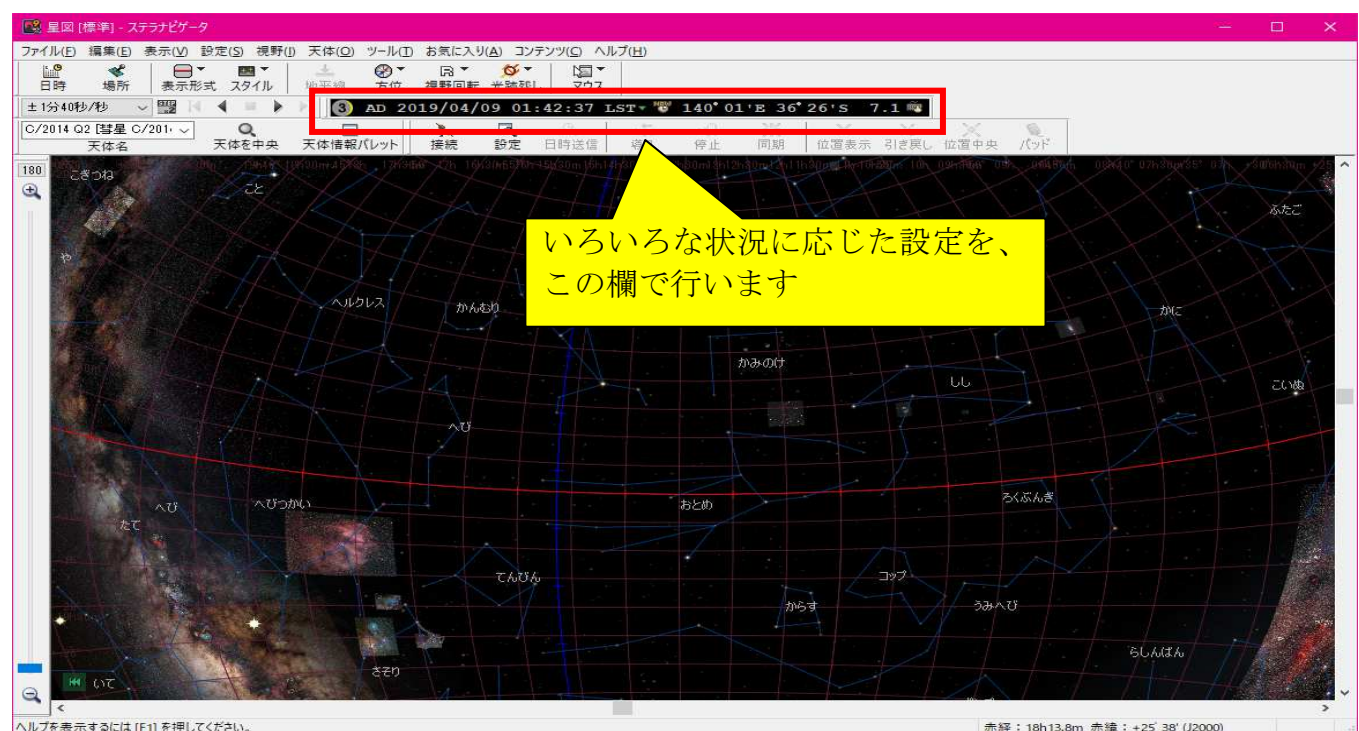 星図 [標準] - ステラナビゲータ
ファイル(F) 編集(E) 表示(V) 設定(S) 視野(I) 天体(O) ツール(T) お気に入り(A) コンテンツ(C) ヘルプ(H)
日時 場所 表示形式 スタイル 地平線 方位 視野回転 光跡残し マウス
±1分40秒/秒 3 AD 2019/04/09 01:42:37 LST NOW 140°01'E 36°26'S 7.1
C/2014 Q2 [彗星 C/201
天体名 天体を中央 天体情報パレット 接続 設定 日時送信 導入 停止 同期 位置表示 引き戻し 位置中央 パッド
180
こぎつね
こと
ふたご
いろいろな状況に応じた設定を、
この欄で行います
や
ヘルクレス
かんむり
かに
かみのけ
しし
こいぬ
へび
へび
へびつかい
おとめ
ろくぶんぎ
たて
てんびん
コップ
からす
うみへび
さそり
らしんばん
いて
ヘルプを表示するには [F1] を押してください。
赤経：18h13.8m 赤緯：+25゚38' (J2000)